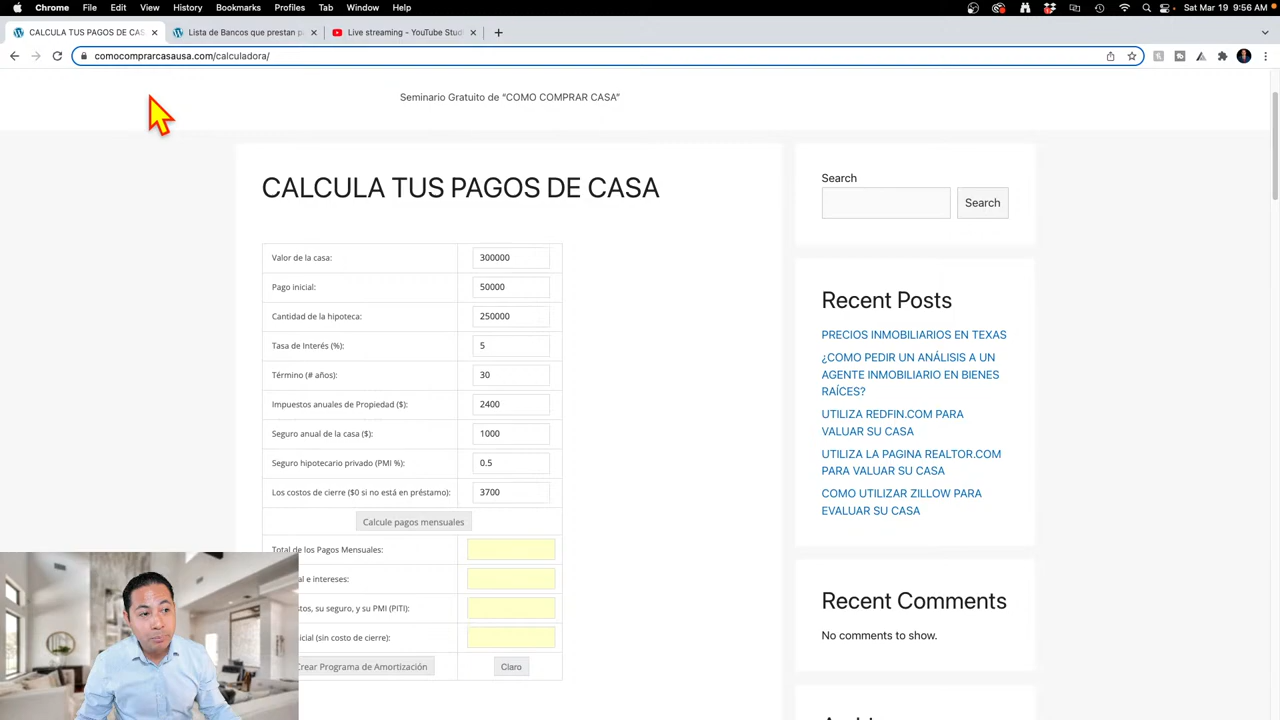 Chrome File Edit View History Bookmarks Profiles Tab Window Help Sat Mar 19 9:56 AM
CALCULA TUS PAGOS DE CAS Lista de Bancos que prestan p Live streaming - YouTube Stud
comocomprarcasausa.com/calculadora/
Seminario Gratuito de “COMO COMPRAR CASA”
CALCULA TUS PAGOS DE CASA
Valor de la casa: 300000
Pago inicial: 50000
Cantidad de la hipoteca: 250000
Tasa de Interés (%): 5
Término (# años): 30
Impuestos anuales de Propiedad ($): 2400
Seguro anual de la casa ($): 1000
Seguro hipotecario privado (PMI %): 0.5
Los costos de cierre ($0 si no está en préstamo): 3700
Calcule pagos mensuales
Total de los Pagos Mensuales:
al e intereses:
stos, su seguro, y su PMI (PITI):
icial (sin costo de cierre):
Crear Programa de Amortización Claro
Search
Search
Recent Posts
PRECIOS INMOBILIARIOS EN TEXAS
¿COMO PEDIR UN ANÁLISIS A UN
AGENTE INMOBILIARIO EN BIENES
RAÍCES?
UTILIZA REDFIN.COM PARA
VALUAR SU CASA
UTILIZA LA PAGINA REALTOR.COM
PARA VALUAR SU CASA
COMO UTILIZAR ZILLOW PARA
EVALUAR SU CASA
Recent Comments
No comments to show.